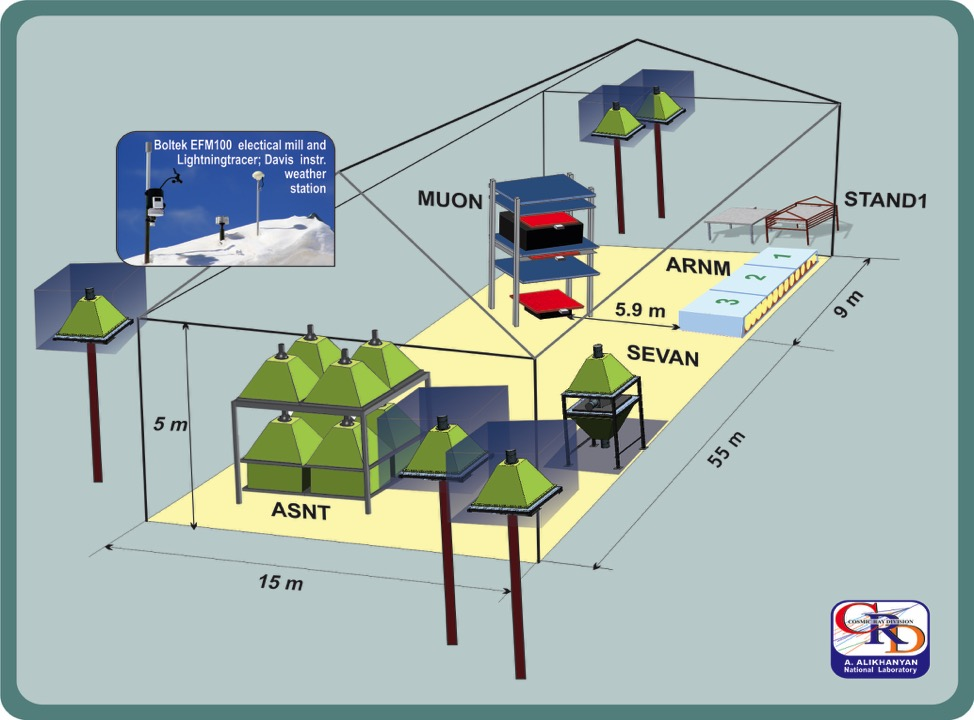 Boltek EFM100 electical mill and
Lightningtracer; Davis instr.
weather
station
MUON
STAND1
ARNM
1
2
3
5.9 m
9 m
SEVAN
5 m
55 m
ASNT
15 m
CRD
COSMIC RAY DIVISION
A. ALIKHANYAN
National Laboratory